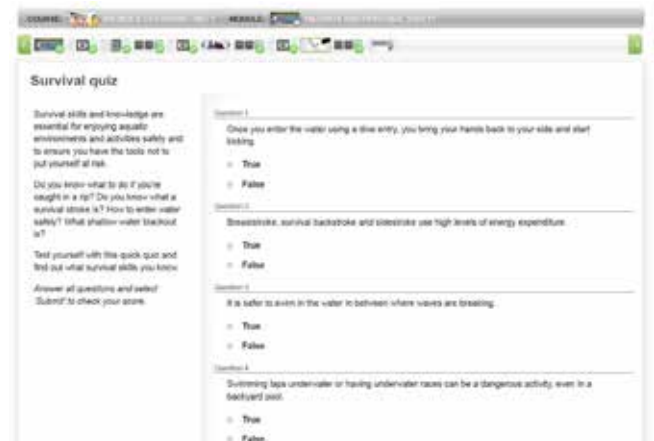 COURSE:
MODULE:
Survival quiz
Survival skills and knowledge are
essential for enjoying aquatic
environments and activities safely and
to ensure you have the tools not to
put yourself at risk.
Do you know what to do if you're
caught in a rip? Do you know what a
survival stroke is? How to enter water
safely? What shallow water blackout
is?
Test yourself with this quick quiz and
find out what survival skills you know.
Answer all questions and select
'Submit' to check your score.
Question 1
Once you enter the water using a dive entry, you bring your hands back to your side and start
kicking.
True
False
Question 2
Breaststroke, survival backstroke and sidestroke use high levels of energy expenditure.
True
False
Question 3
It is safer to swim in the water in between where waves are breaking.
True
False
Question 4
Swimming laps underwater or having underwater races can be a dangerous activity, even in a
backyard pool.
True
False